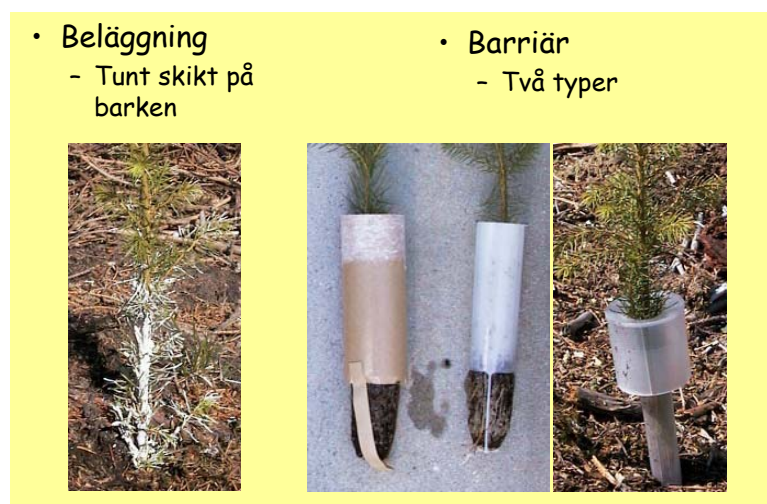 • Beläggning
– Tunt skikt på
barken
• Barriär
– Två typer